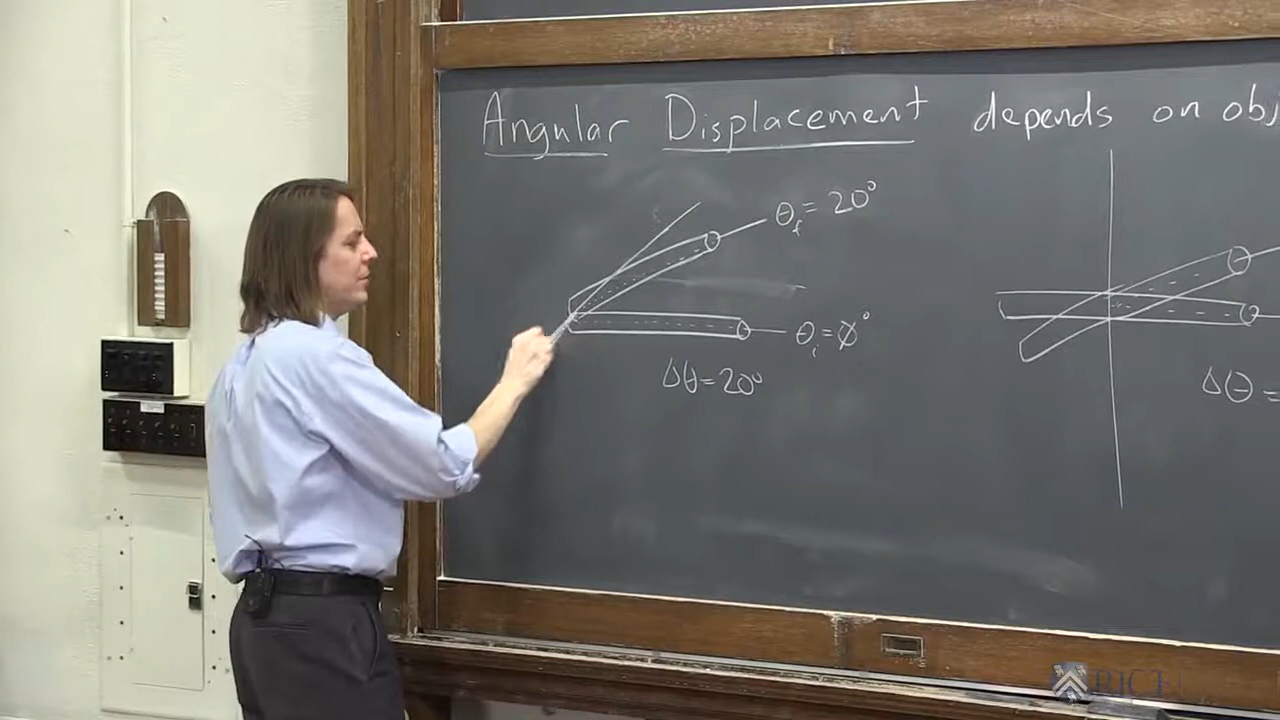 Angular Displacement depends on obj
θf = 20°
θi = 0°
Δθ = 20°
Δθ =
RICE